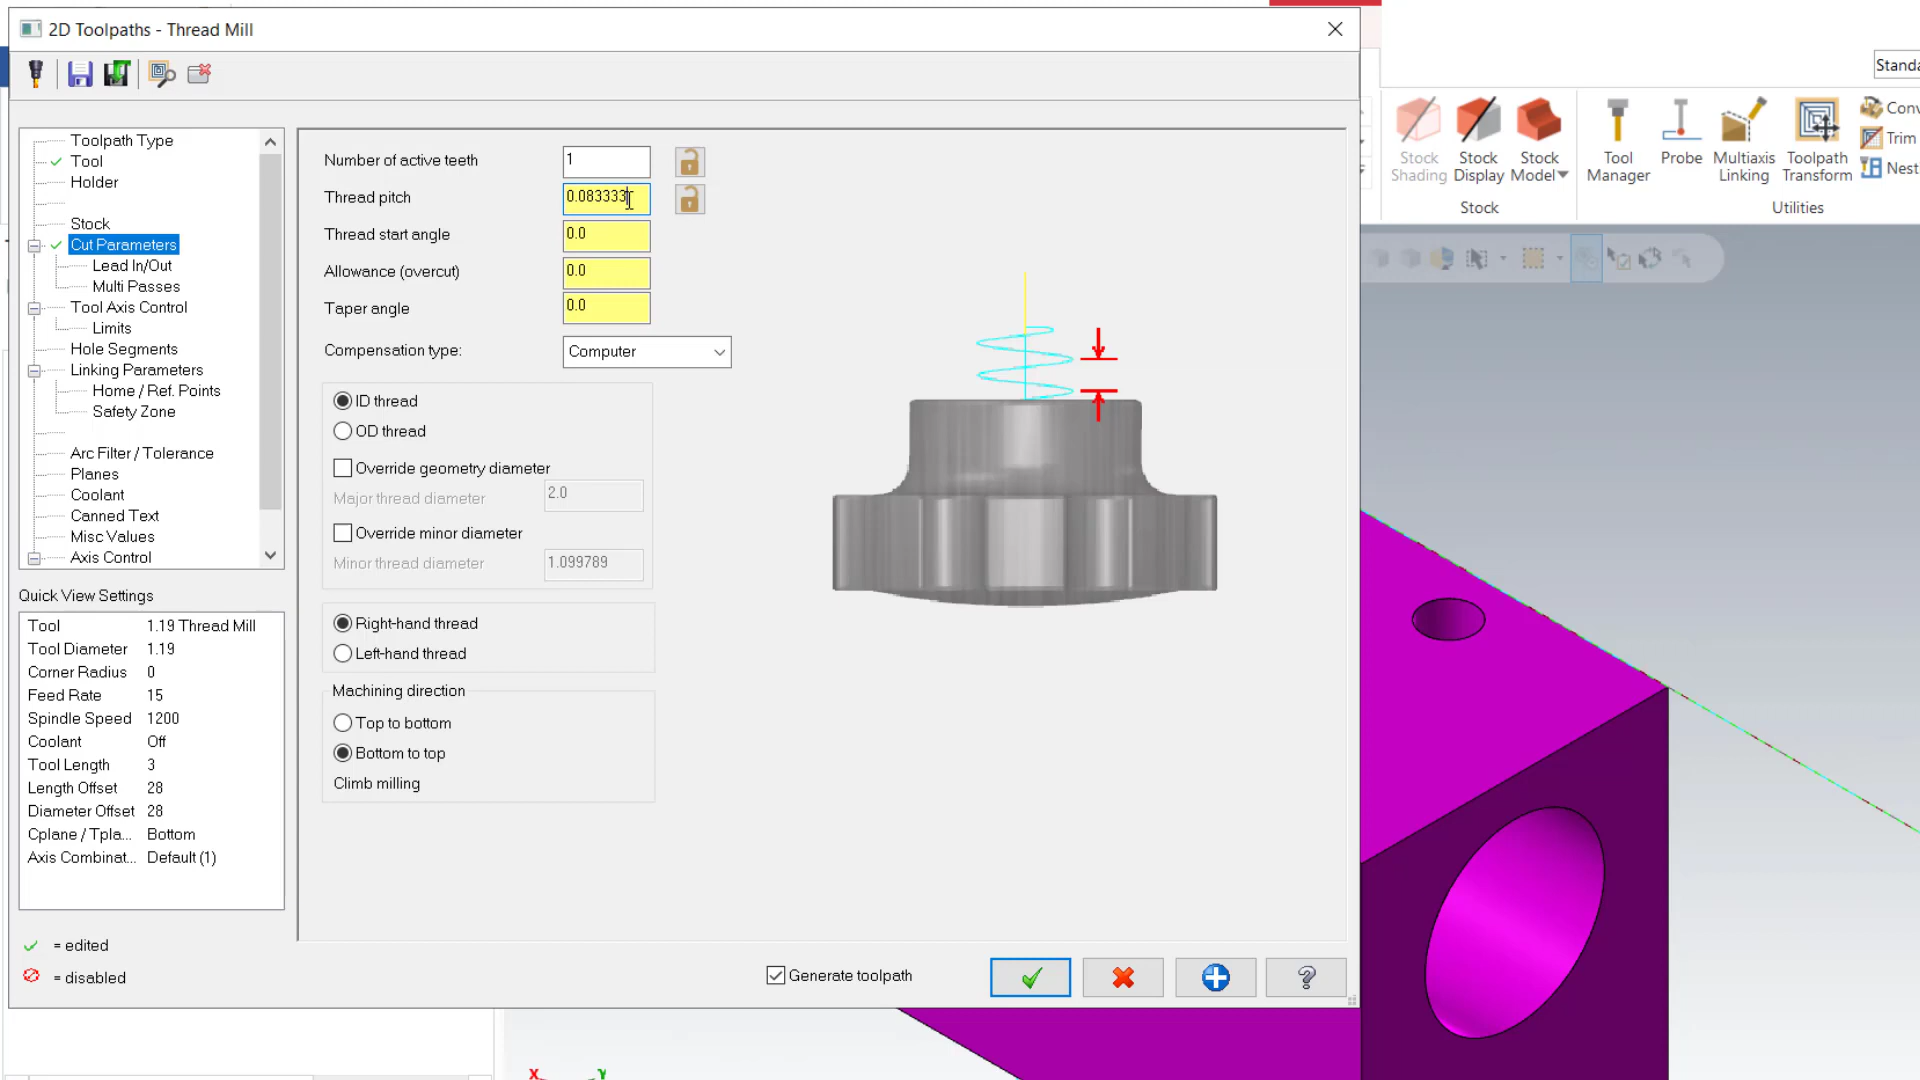 2D Toolpaths - Thread Mill
Standa
Toolpath Type
Tool
Holder
Stock
Cut Parameters
Lead In/Out
Multi Passes
Tool Axis Control
Limits
Hole Segments
Linking Parameters
Home / Ref. Points
Safety Zone
Arc Filter / Tolerance
Planes
Coolant
Canned Text
Misc Values
Axis Control
Quick View Settings
Tool 1.19 Thread Mill
Tool Diameter 1.19
Corner Radius 0
Feed Rate 15
Spindle Speed 1200
Coolant Off
Tool Length 3
Length Offset 28
Diameter Offset 28
Cplane / Tpla... Bottom
Axis Combinat... Default (1)
= edited
= disabled
Number of active teeth 1
Thread pitch 0.083333
Thread start angle 0.0
Allowance (overcut) 0.0
Taper angle 0.0
Compensation type: Computer
ID thread
OD thread
Override geometry diameter
Major thread diameter 2.0
Override minor diameter
Minor thread diameter 1.099789
Right-hand thread
Left-hand thread
Machining direction
Top to bottom
Bottom to top
Climb milling
Generate toolpath
Stock Shading
Stock Display
Stock Model
Stock
Tool Manager
Probe
Multiaxis Linking
Toolpath Transform
Conv
Trim
Nest
Utilities
X
Y